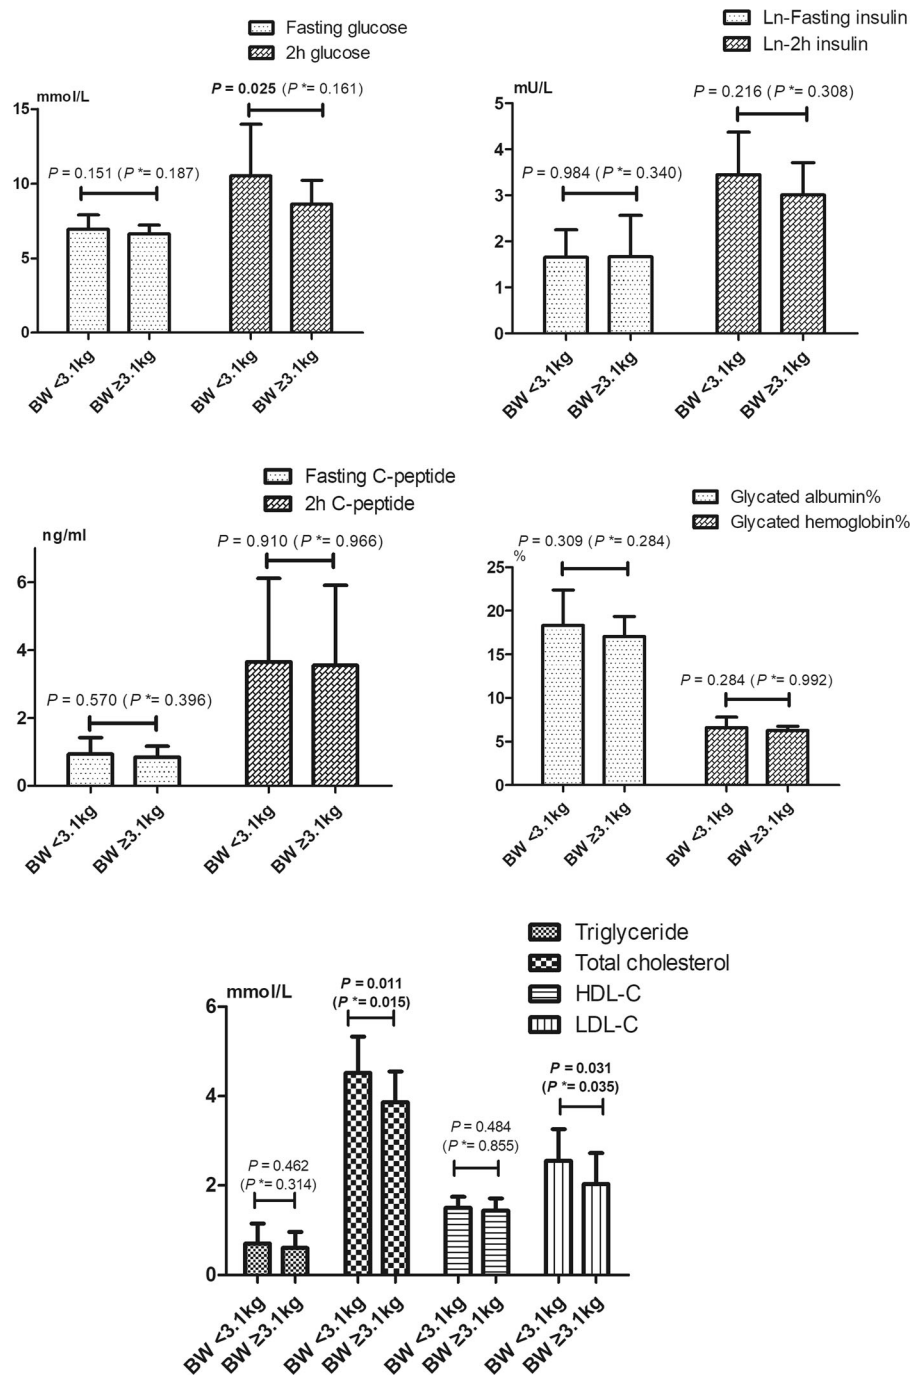 Fasting glucose
2h glucose
mmol/L
P = 0.025 (P *= 0.161)
P = 0.151 (P *= 0.187)
15
10
5
0
BW <3.1kg
BW ≥3.1kg
BW <3.1kg
BW ≥3.1kg
Ln-Fasting insulin
Ln-2h insulin
mU/L
P = 0.216 (P *= 0.308)
P = 0.984 (P *= 0.340)
5
4
3
2
1
0
BW <3.1kg
BW ≥3.1kg
BW <3.1kg
BW ≥3.1kg
Fasting C-peptide
2h C-peptide
ng/ml
P = 0.910 (P *= 0.966)
P = 0.570 (P *= 0.396)
6
4
2
0
BW <3.1kg
BW ≥3.1kg
BW <3.1kg
BW ≥3.1kg
Glycated albumin%
Glycated hemoglobin%
P = 0.309 (P *= 0.284)
%
P = 0.284 (P *= 0.992)
25
20
15
10
5
0
BW <3.1kg
BW ≥3.1kg
BW <3.1kg
BW ≥3.1kg
Triglyceride
Total cholesterol
HDL-C
LDL-C
mmol/L
P = 0.011
(P *= 0.015)
P = 0.031
(P *= 0.035)
P = 0.484
(P *= 0.855)
P = 0.462
(P *= 0.314)
6
4
2
0
BW <3.1kg
BW ≥3.1kg
BW <3.1kg
BW ≥3.1kg
BW <3.1kg
BW ≥3.1kg
BW <3.1kg
BW ≥3.1kg